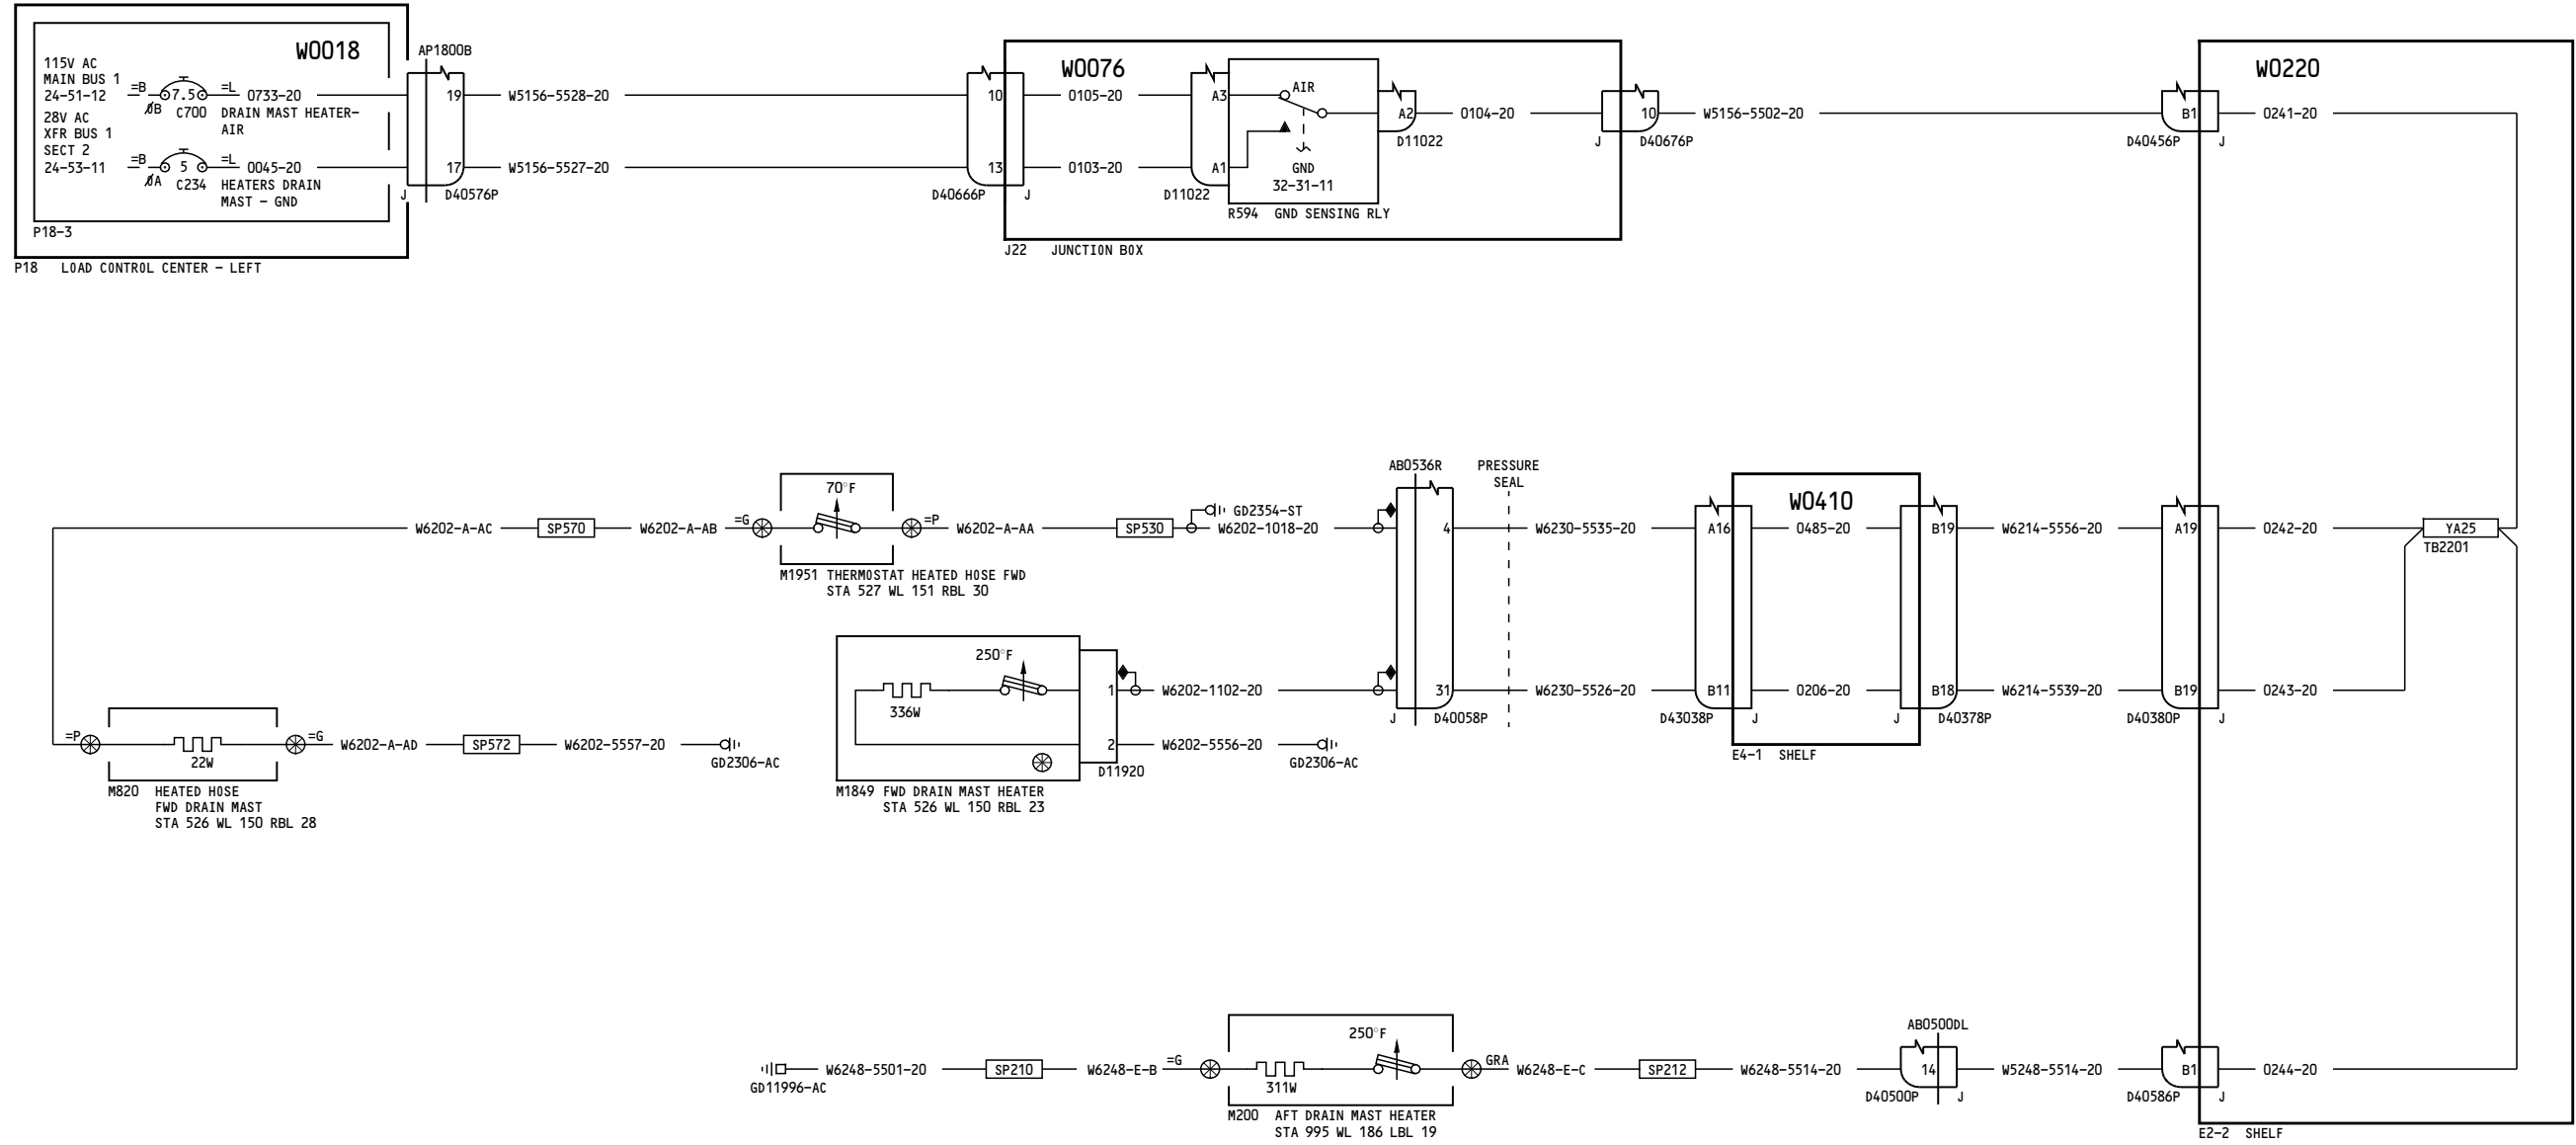 W0018
115V AC
MAIN BUS 1
24-51-12
=B
ØB
7.5
C700
=L
0733-20
DRAIN MAST HEATER-
AIR
28V AC
XFR BUS 1
SECT 2
24-53-11
=B
ØA
5
C234
=L
0045-20
HEATERS DRAIN
MAST - GND
P18-3
P18 LOAD CONTROL CENTER - LEFT
AP1800B
19
17
J
D40576P
W5156-5528-20
W5156-5527-20
10
13
D40666P
J
W0076
0105-20
0103-20
A3
A1
D11022
AIR
GND
32-31-11
R594 GND SENSING RLY
A2
D11022
0104-20
J22 JUNCTION BOX
J
10
D40676P
W5156-5502-20
B1
D40456P
J
W0220
0241-20
W6202-A-AC
SP570
W6202-A-AB
=G
70°F
=P
M1951 THERMOSTAT HEATED HOSE FWD
STA 527 WL 151 RBL 30
W6202-A-AA
SP530
GD2354-ST
W6202-1018-20
AB0536R
4
31
J
D40058P
PRESSURE
SEAL
W6230-5535-20
W6230-5526-20
A16
B11
D43038P
J
W0410
0485-20
0206-20
E4-1 SHELF
B19
B18
J
D40378P
W6214-5556-20
W6214-5539-20
A19
B19
D40380P
J
0242-20
0243-20
YA25
TB2201
=P
22W
=G
M820 HEATED HOSE
FWD DRAIN MAST
STA 526 WL 150 RBL 28
W6202-A-AD
SP572
W6202-5557-20
GD2306-AC
250°F
336W
1
2
D11920
M1849 FWD DRAIN MAST HEATER
STA 526 WL 150 RBL 23
W6202-1102-20
W6202-5556-20
GD2306-AC
GD11996-AC
W6248-5501-20
SP210
W6248-E-B
=G
250°F
311W
GRA
M200 AFT DRAIN MAST HEATER
STA 995 WL 186 LBL 19
W6248-E-C
SP212
W6248-5514-20
AB0500DL
14
D40500P
J
W5248-5514-20
B1
D40586P
J
0244-20
E2-2 SHELF